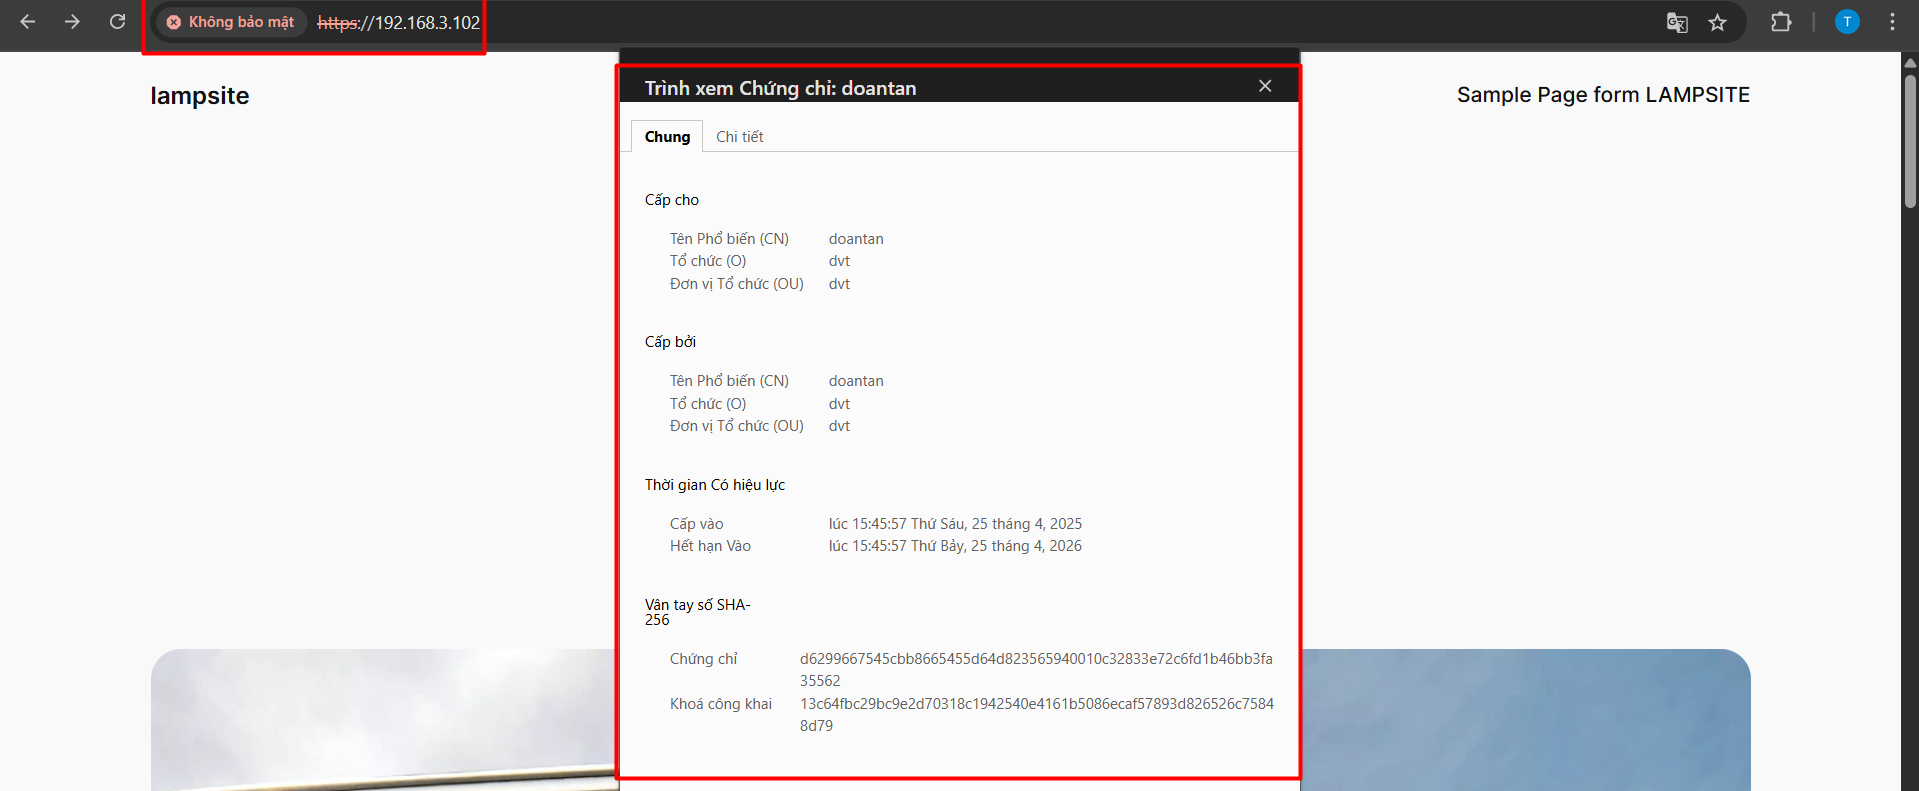 Không bảo mật https://192.168.3.102
T
lampsite
Sample Page form LAMPSITE
Trình xem Chứng chỉ: doantan
Chung Chi tiết
Cấp cho
Tên Phổ biến (CN) doantan
Tổ chức (O) dvt
Đơn vị Tổ chức (OU) dvt
Cấp bởi
Tên Phổ biến (CN) doantan
Tổ chức (O) dvt
Đơn vị Tổ chức (OU) dvt
Thời gian Có hiệu lực
Cấp vào lúc 15:45:57 Thứ Sáu, 25 tháng 4, 2025
Hết hạn Vào lúc 15:45:57 Thứ Bảy, 25 tháng 4, 2026
Vân tay số SHA-
256
Chứng chỉ d6299667545cbb8665455d64d823565940010c32833e72c6fd1b46bb3fa
35562
Khoá công khai 13c64fbc29bc9e2d70318c1942540e4161b5086ecaf57893d826526c7584
8d79